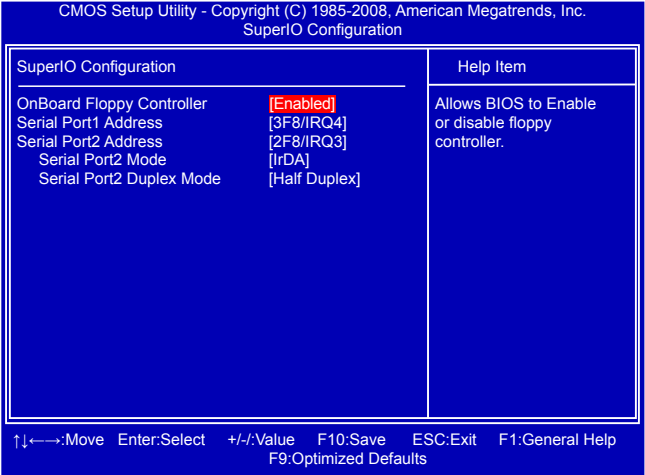 CMOS Setup Utility - Copyright (C) 1985-2008, American Megatrends, Inc.
SuperIO Configuration
SuperIO Configuration
Help Item
OnBoard Floppy Controller [Enabled]
Serial Port1 Address [3F8/IRQ4]
Serial Port2 Address [2F8/IRQ3]
Serial Port2 Mode [IrDA]
Serial Port2 Duplex Mode [Half Duplex]
Allows BIOS to Enable
or disable floppy
controller.
↑↓←→:Move Enter:Select +/-/:Value F10:Save ESC:Exit F1:General Help
F9:Optimized Defaults